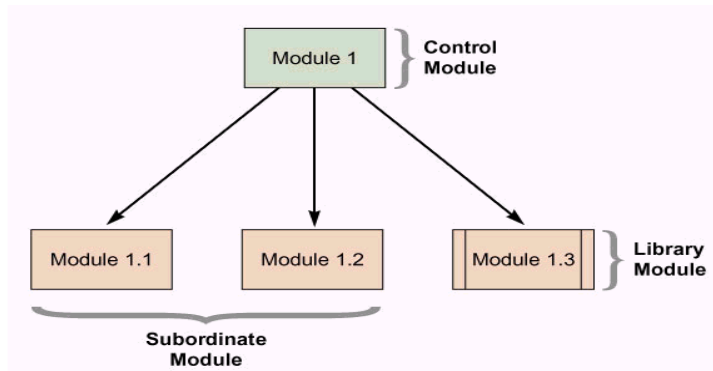 Module 1
Control
Module
Module 1.1
Module 1.2
Module 1.3
Library
Module
Subordinate
Module